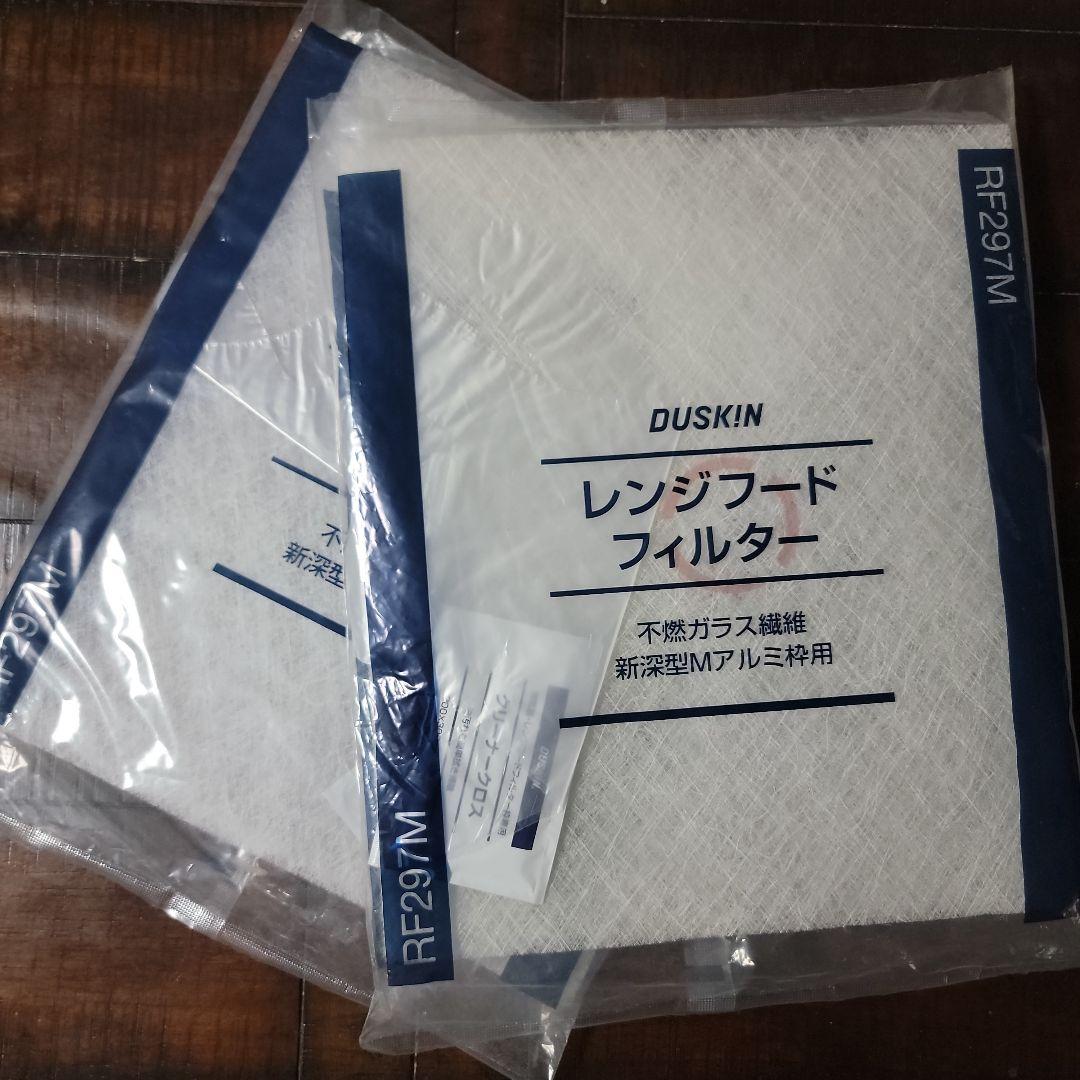 RF297M
DUSK!N
レンジフード
フィルター
不燃ガラス繊維
新深型Mアルミ枠用
RF297M
クリーナークロス
不
新深型
297M